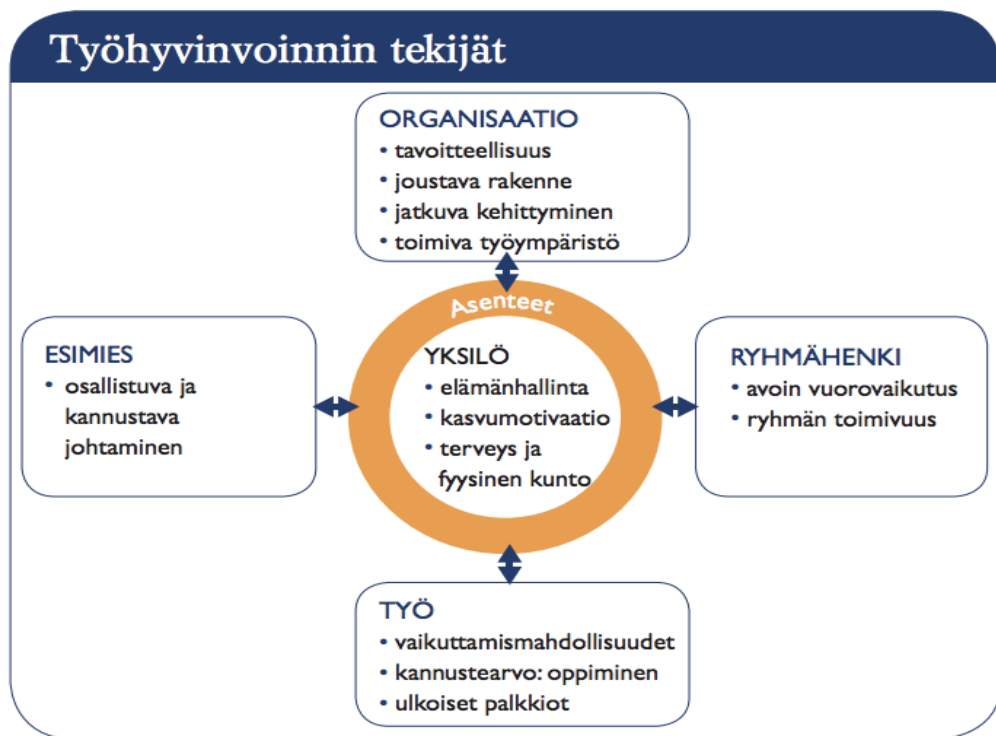 Työhyvinvoinnin tekijät
ORGANISAATIO
• tavoitteellisuus
• joustava rakenne
• jatkuva kehittyminen
• toimiva työympäristö
Asenteet
ESIMIES
• osallistuva ja
kannustava
johtaminen
YKSILÖ
• elämänhallinta
• kasvumotivaatio
• terveys ja
fyysinen kunto
RYHMÄHENKI
• avoin vuorovaikutus
• ryhmän toimivuus
TYÖ
• vaikuttamismahdollisuudet
• kannustearvo: oppiminen
• ulkoiset palkkiot